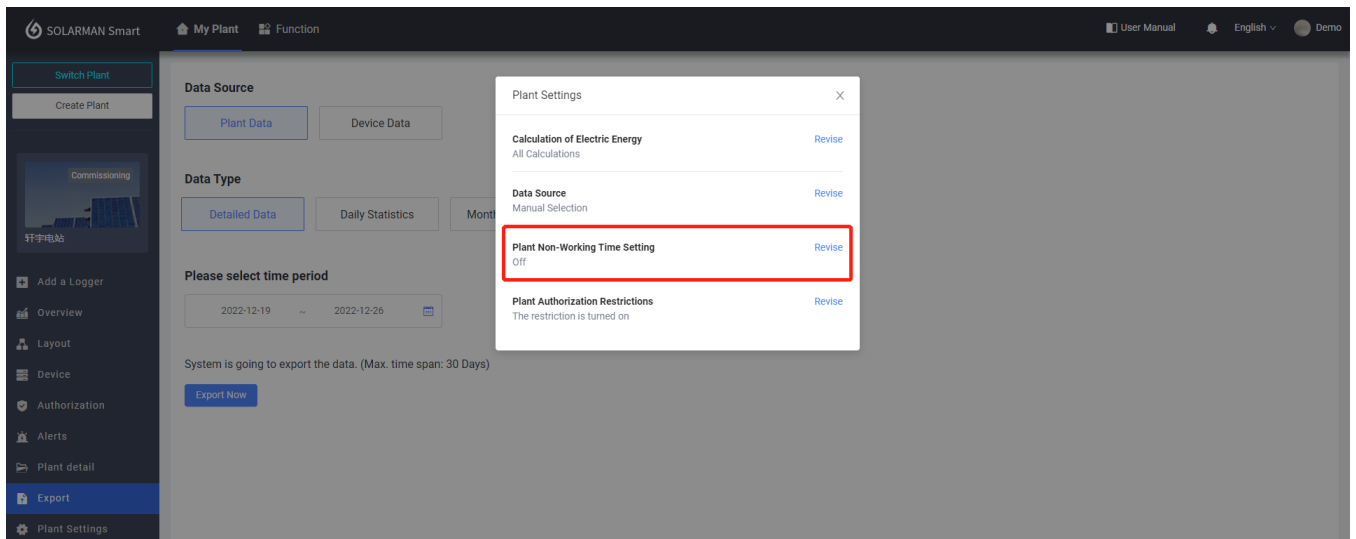 SOLARMAN Smart
My Plant
Function
User Manual
English
Demo
Switch Plant
Create Plant
Commissioning
轩宇电站
Add a Logger
Overview
Layout
Device
Authorization
Alerts
Plant detail
Export
Plant Settings
Data Source
Plant Data
Device Data
Data Type
Detailed Data
Daily Statistics
Mont
Please select time period
2022-12-19 ~ 2022-12-26
System is going to export the data. (Max. time span: 30 Days)
Export Now
Plant Settings
X
Calculation of Electric Energy
Revise
All Calculations
Data Source
Revise
Manual Selection
Plant Non-Working Time Setting
Revise
Off
Plant Authorization Restrictions
Revise
The restriction is turned on